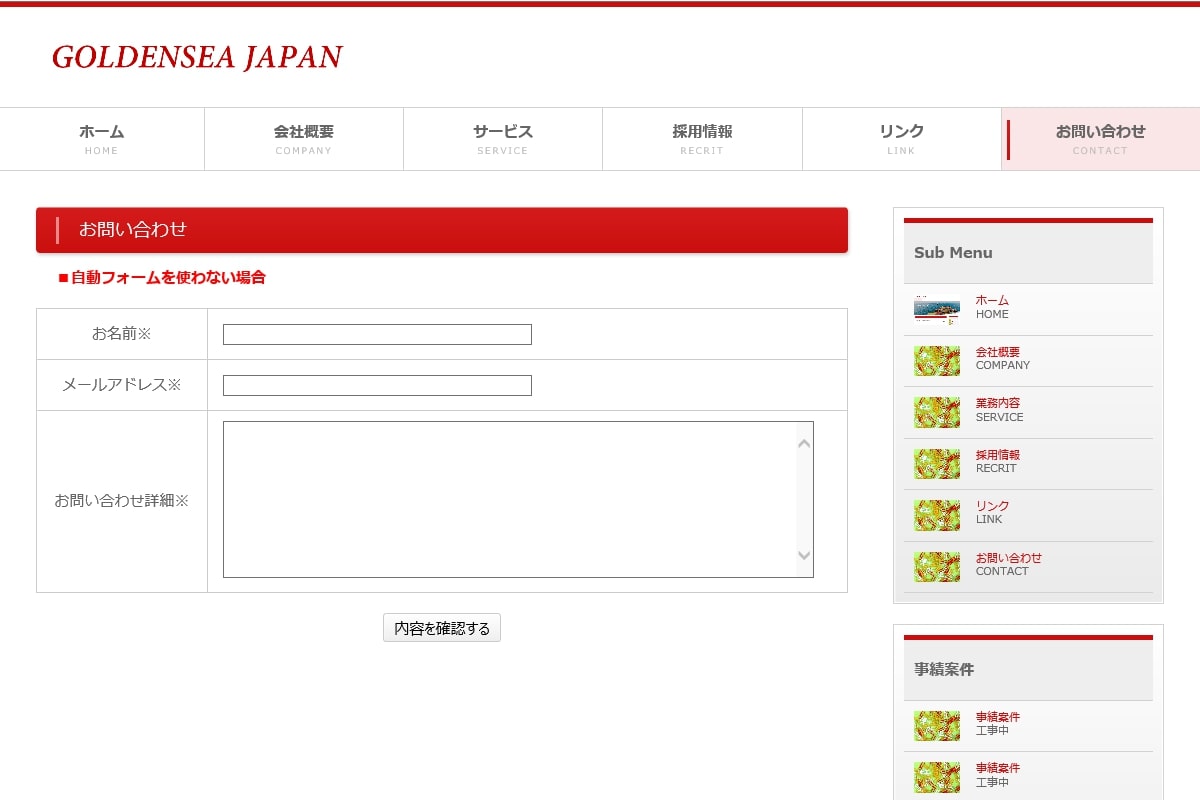 GOLDENSEA JAPAN
ホーム
HOME
会社概要
COMPANY
サービス
SERVICE
採用情報
RECRIT
リンク
LINK
お問い合わせ
CONTACT
お問い合わせ
■自動フォームを使わない場合
お名前※
メールアドレス※
お問い合わせ詳細※
内容を確認する
Sub Menu
ホーム
HOME
会社概要
COMPANY
業務内容
SERVICE
採用情報
RECRIT
リンク
LINK
お問い合わせ
CONTACT
事績案件
事績案件
工事中
事績案件
工事中